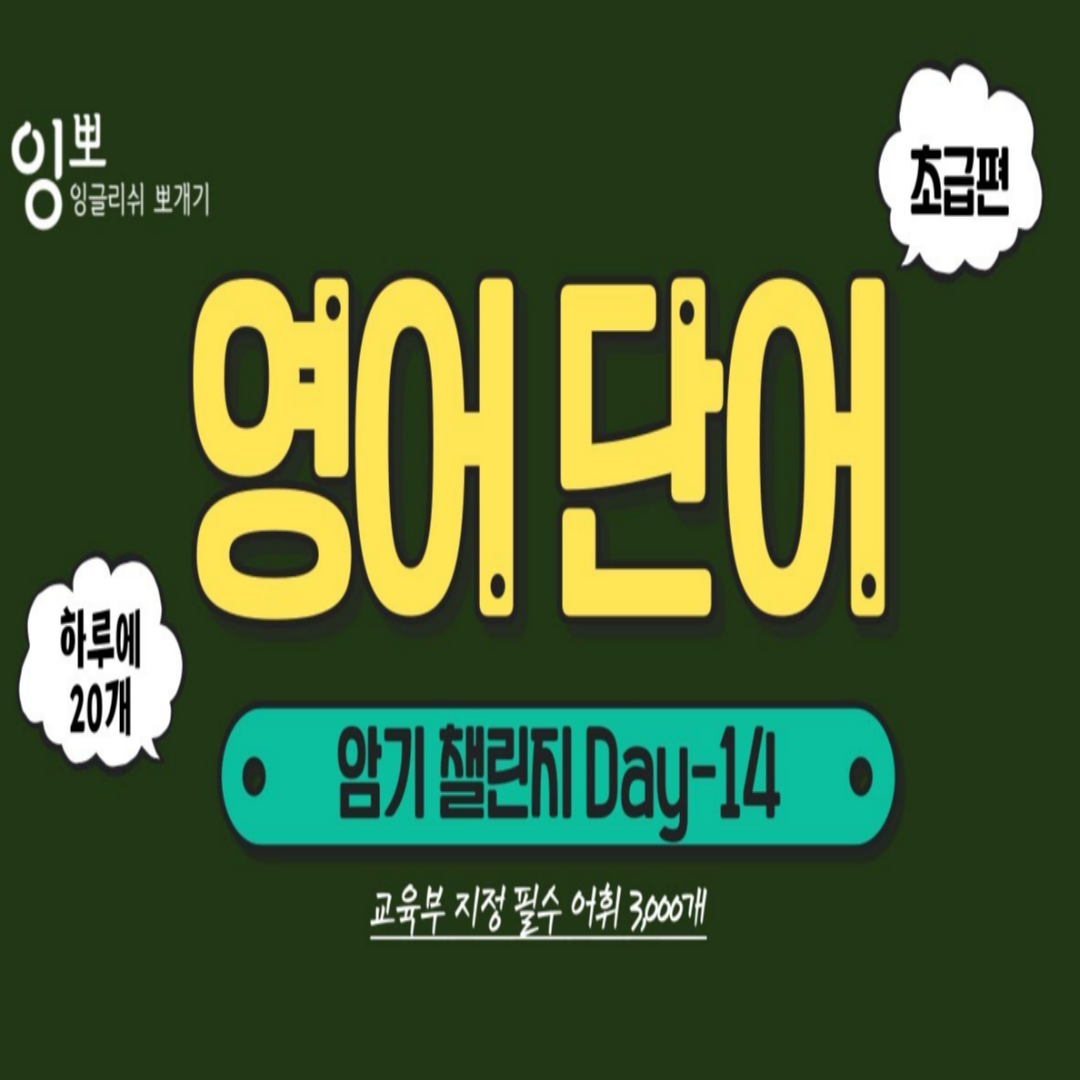 잉뽀
잉글리쉬 뽀개기
초급편
영어 단어
하루에
20개
암기 챌린지 Day-14
교육부 지정 필수 어휘 3,000개